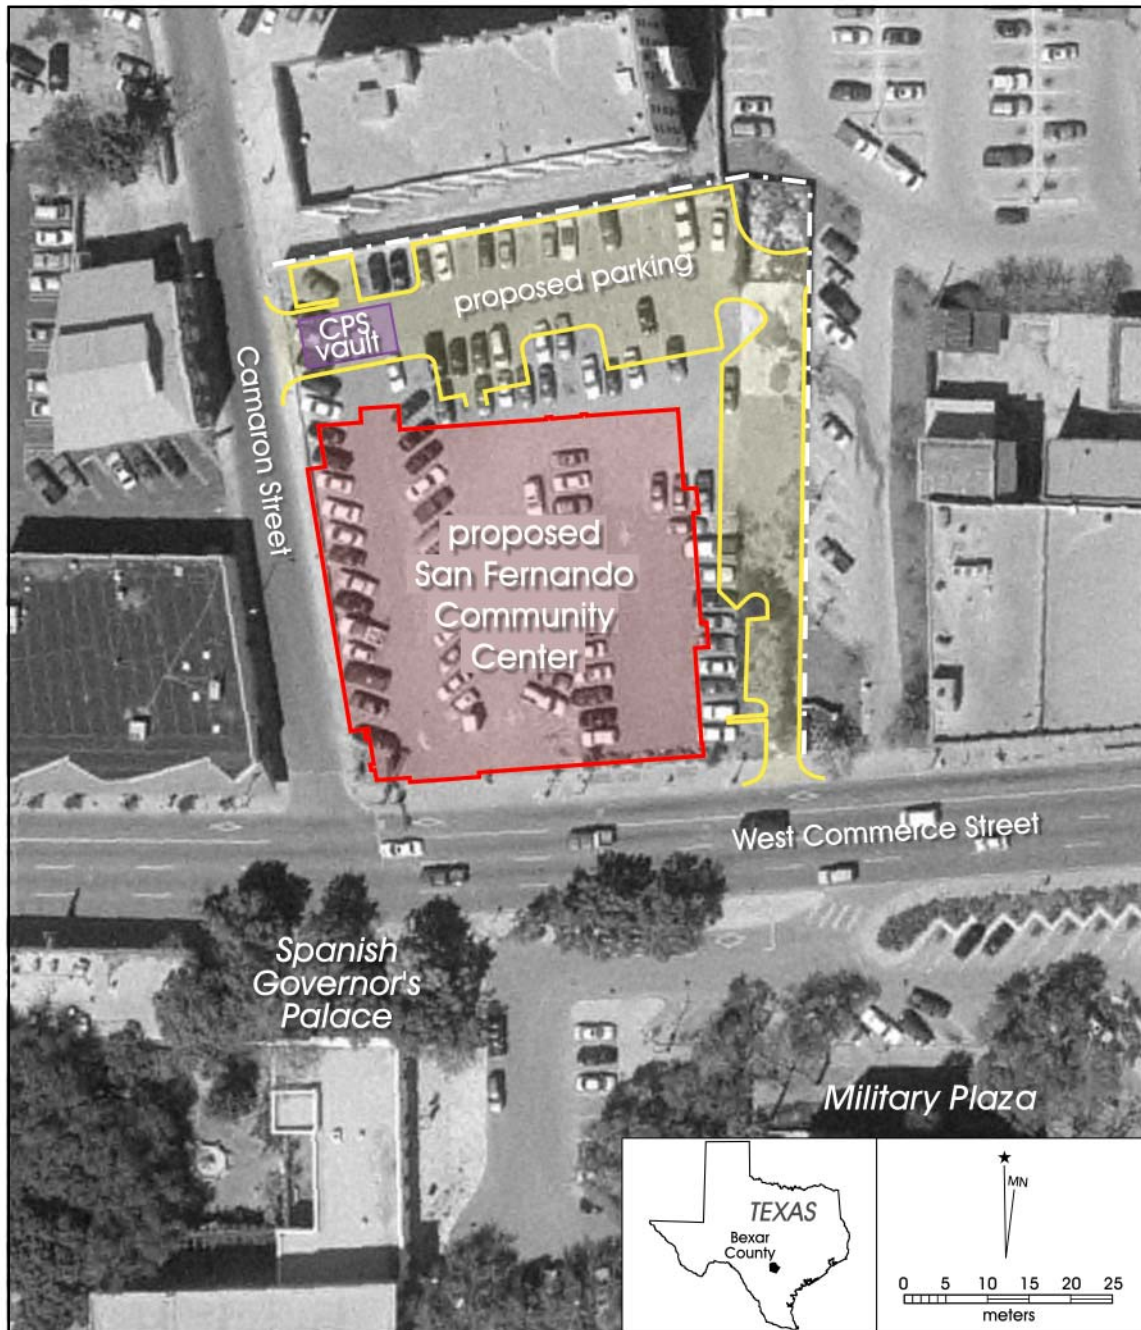 proposed parking
CPS
vault
Camaron Street
proposed
San Fernando
Community
Center
West Commerce Street
Spanish
Governor's
Palace
Military Plaza
TEXAS
Bexar
County
MN
0 5 10 15 20 25
meters